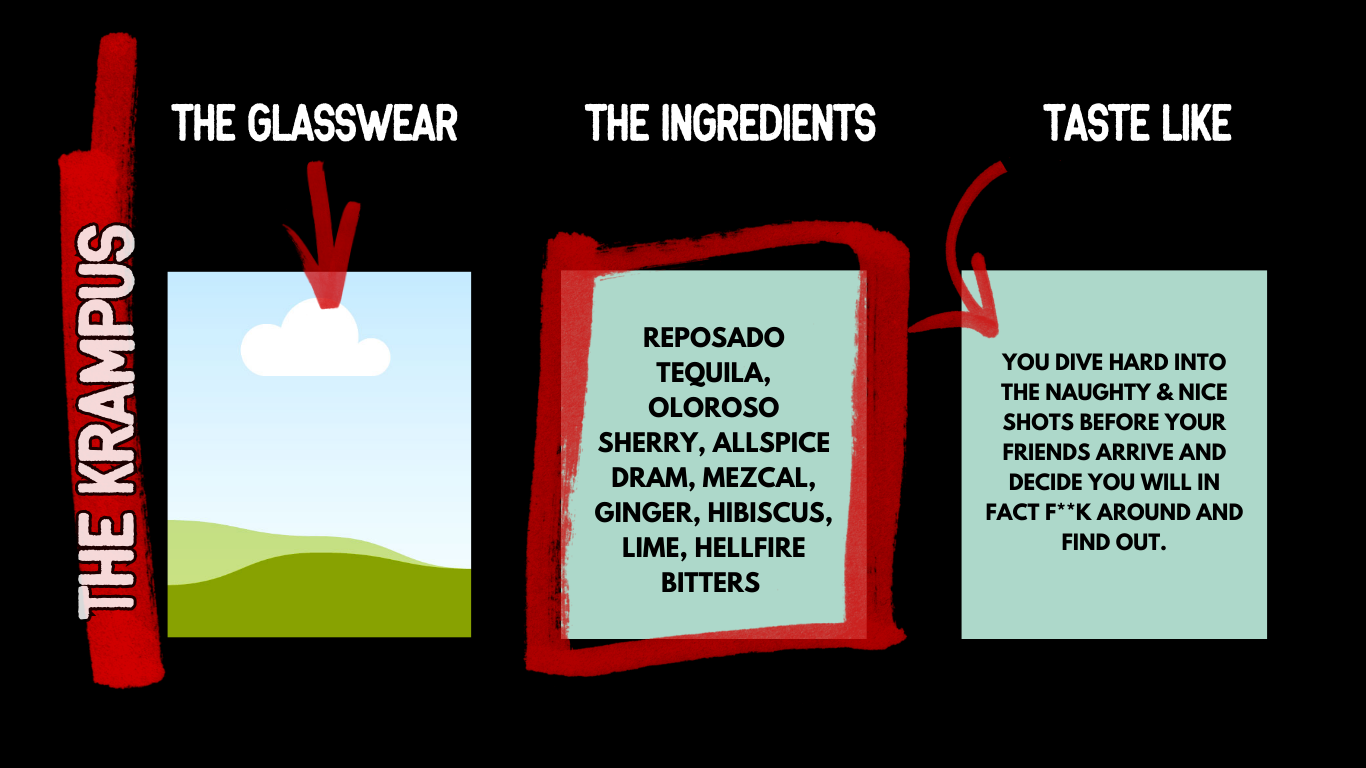 THE KRAMPUS
THE GLASSWEAR
THE INGREDIENTS
REPOSADO
TEQUILA,
OLOROSO
SHERRY, ALLSPICE
DRAM, MEZCAL,
GINGER, HIBISCUS,
LIME, HELLFIRE
BITTERS
TASTE LIKE
YOU DIVE HARD INTO
THE NAUGHTY & NICE
SHOTS BEFORE YOUR
FRIENDS ARRIVE AND
DECIDE YOU WILL IN
FACT F**K AROUND AND
FIND OUT.